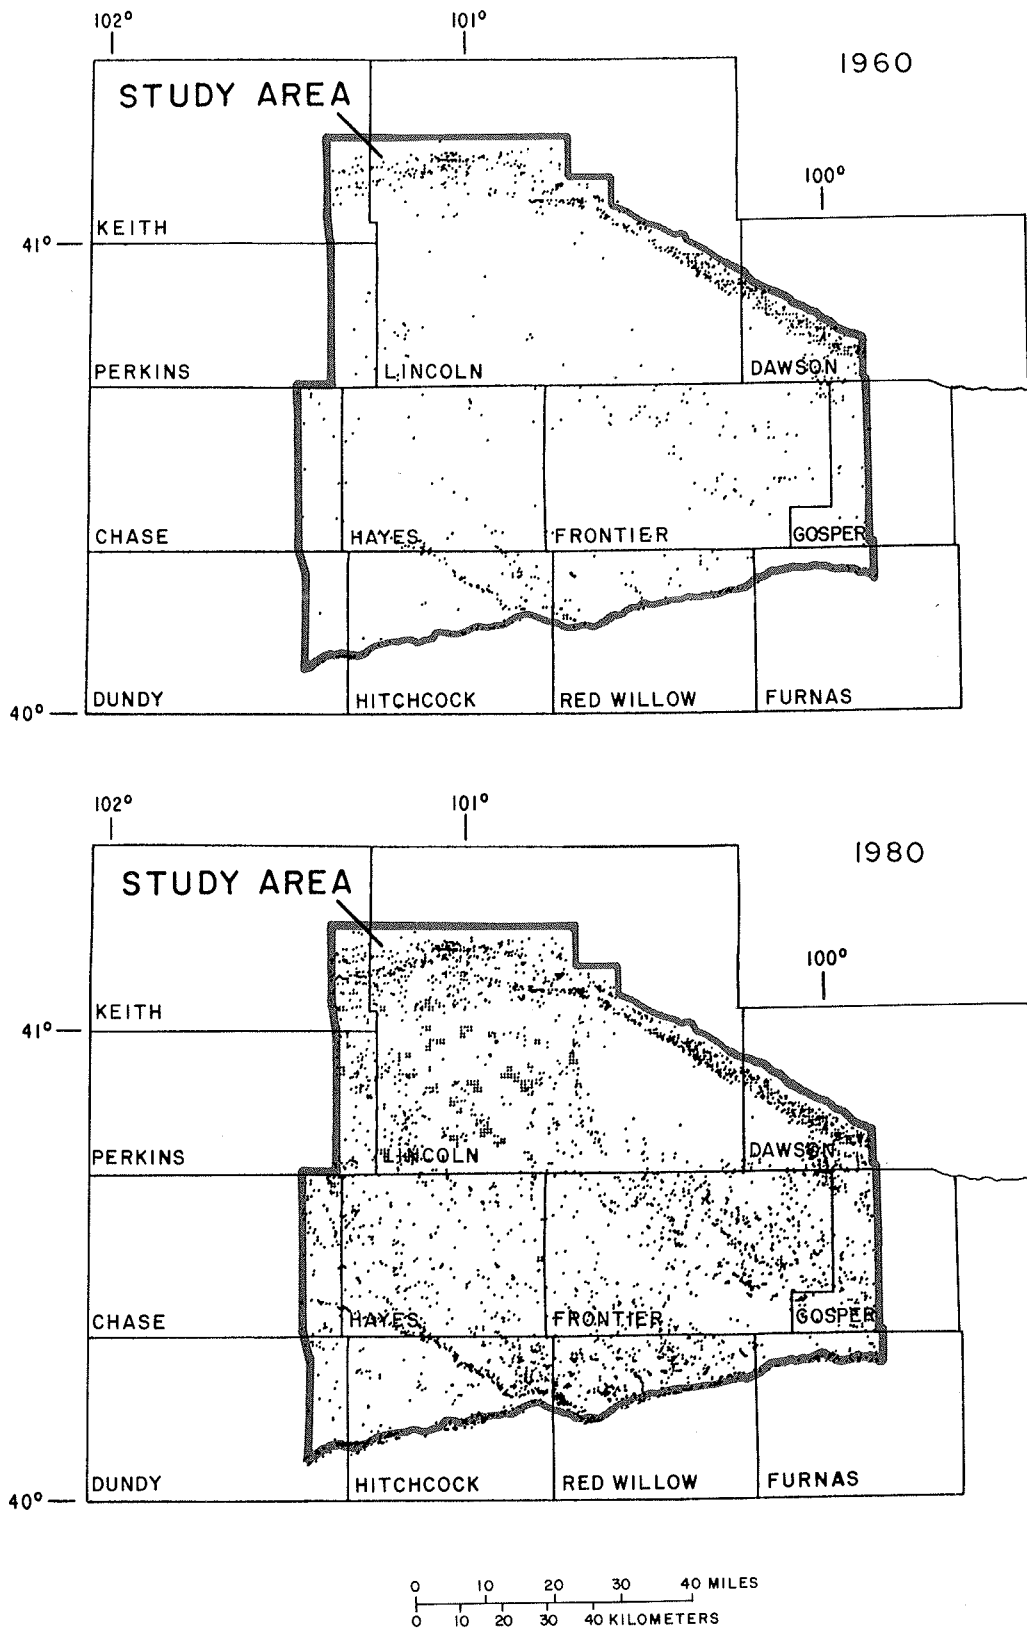 102° 101°
1960
STUDY AREA
100°
KEITH
41°
PERKINS LINCOLN DAWSON
CHASE HAYES FRONTIER GOSPER
DUNDY HITCHCOCK RED WILLOW FURNAS
40°
102° 101°
1980
STUDY AREA
100°
KEITH
41°
PERKINS LINCOLN DAWSON
CHASE HAYES FRONTIER GOSPER
DUNDY HITCHCOCK RED WILLOW FURNAS
40°
0 10 20 30 40 MILES
0 10 20 30 40 KILOMETERS